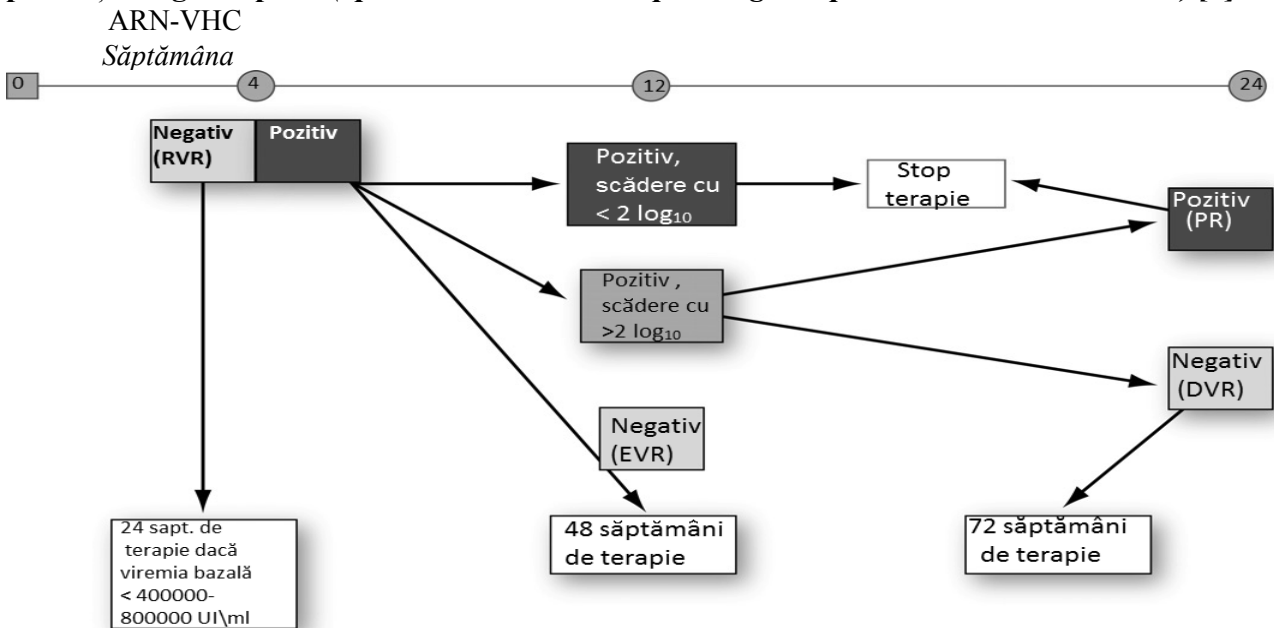 ARN-VHC
Săptămâna
0
4
12
24
Negativ
(RVR)
Pozitiv
Pozitiv,
scădere cu
< 2 log₁₀
Stop
terapie
Pozitiv
(PR)
Pozitiv ,
scădere cu
>2 log₁₀
Negativ
(DVR)
Negativ
(EVR)
24 sapt. de
terapie dacă
viremia bazală
< 400000-
800000 UI\ml
48 săptămâni
de terapie
72 săptămâni
de terapie